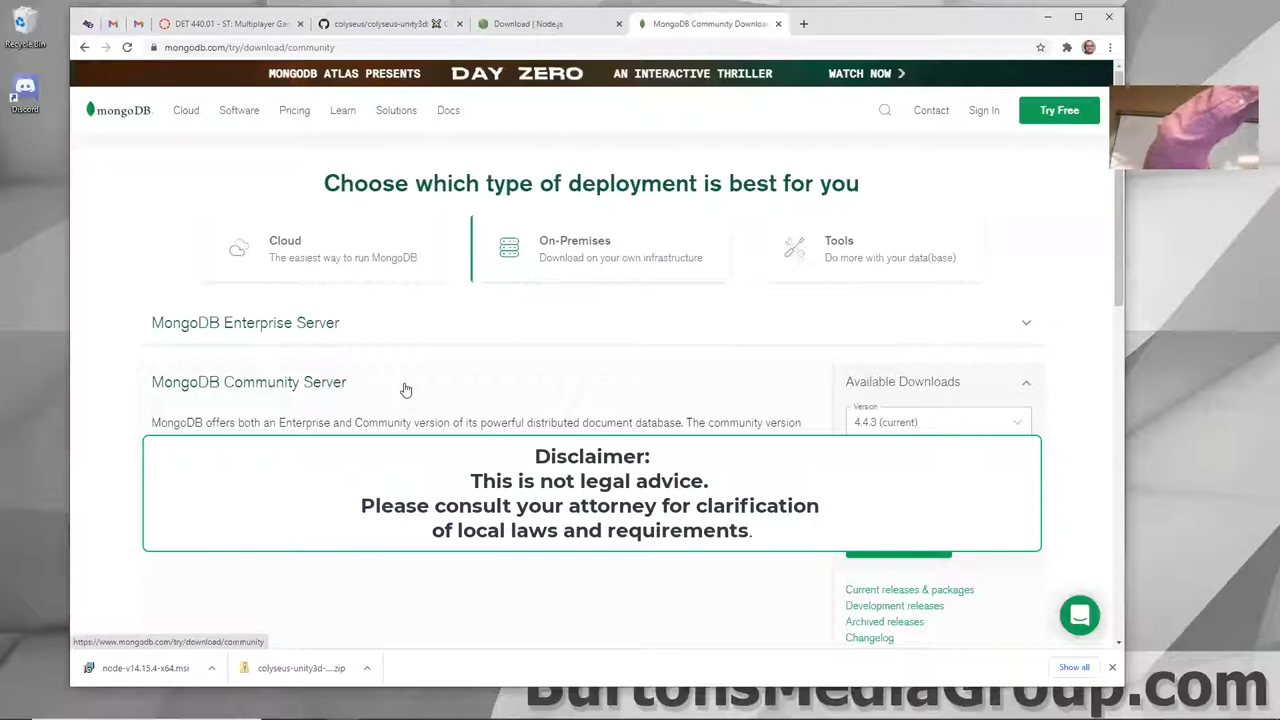 DET 440.01 - ST: Multiplayer Ga
colyseus/colyseus-unity3d:
Download | Node.js
MongoDB Community Downloa
mongodb.com/try/download/community
Recycle Bin
Discord
MONGODB ATLAS PRESENTS DAY ZERO AN INTERACTIVE THRILLER WATCH NOW
mongoDB. Cloud Software Pricing Learn Solutions Docs Contact Sign In Try Free
Choose which type of deployment is best for you
Cloud
The easiest way to run MongoDB
On-Premises
Download on your own infrastructure
Tools
Do more with your data(base)
MongoDB Enterprise Server
MongoDB Community Server
Available Downloads
Version
4.4.3 (current)
MongoDB offers both an Enterprise and Community version of its powerful distributed document database. The community version
Disclaimer:
This is not legal advice.
Please consult your attorney for clarification
of local laws and requirements.
Current releases & packages
Development releases
Archived releases
Changelog
https://www.mongodb.com/try/download/community
node-v14.15.4-x64.msi
colyseus-unity3d-....zip
Show all
BurtonsMediaGroup.com